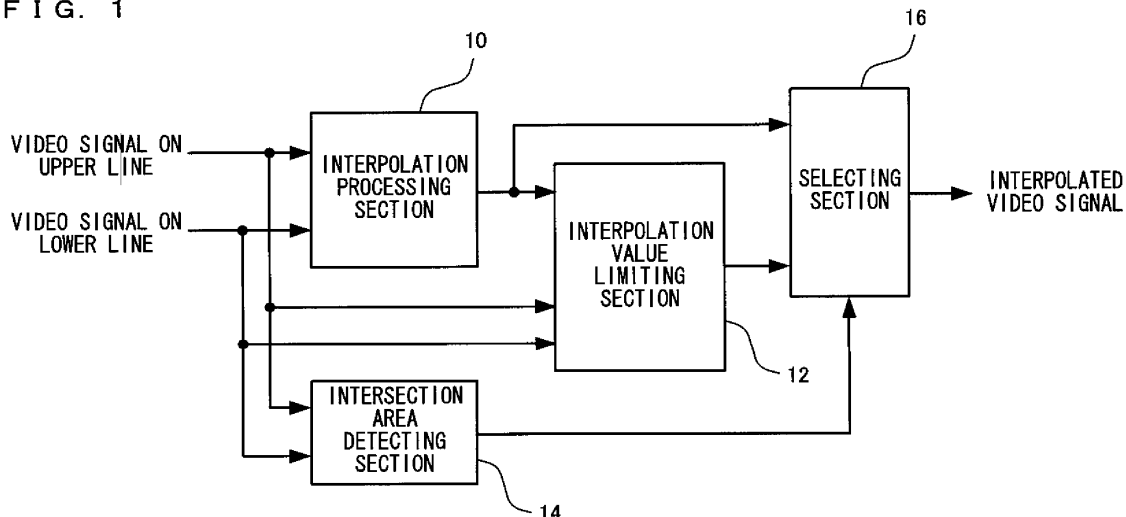 FIG. 1
10
16
VIDEO SIGNAL ON
UPPER LINE
INTERPOLATION
PROCESSING
SECTION
SELECTING
SECTION
INTERPOLATED
VIDEO SIGNAL
VIDEO SIGNAL ON
LOWER LINE
INTERPOLATION
VALUE
LIMITING
SECTION
12
INTERSECTION
AREA
DETECTING
SECTION
14